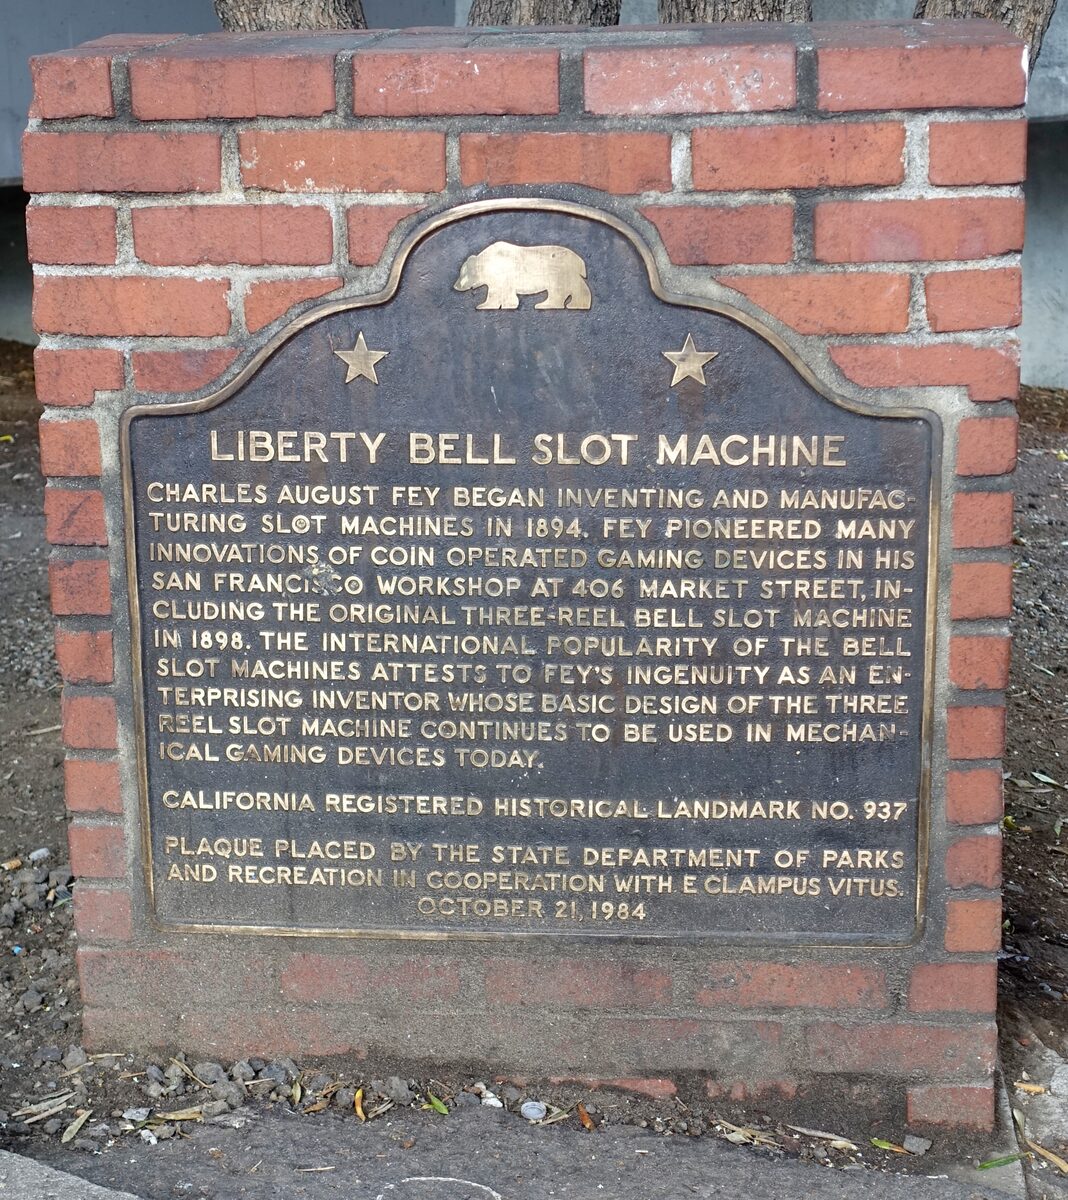 LIBERTY BELL SLOT MACHINE
CHARLES AUGUST FEY BEGAN INVENTING AND MANUFAC-
TURING SLOT MACHINES IN 1894. FEY PIONEERED MANY
INNOVATIONS OF COIN OPERATED GAMING DEVICES IN HIS
SAN FRANCISCO WORKSHOP AT 406 MARKET STREET, IN-
CLUDING THE ORIGINAL THREE-REEL BELL SLOT MACHINE
IN 1898. THE INTERNATIONAL POPULARITY OF THE BELL
SLOT MACHINES ATTESTS TO FEY'S INGENUITY AS AN EN-
TERPRISING INVENTOR WHOSE BASIC DESIGN OF THE THREE
REEL SLOT MACHINE CONTINUES TO BE USED IN MECHAN-
ICAL GAMING DEVICES TODAY.
CALIFORNIA REGISTERED HISTORICAL LANDMARK NO. 937
PLAQUE PLACED BY THE STATE DEPARTMENT OF PARKS
AND RECREATION IN COOPERATION WITH E CLAMPUS VITUS.
OCTOBER 21, 1984